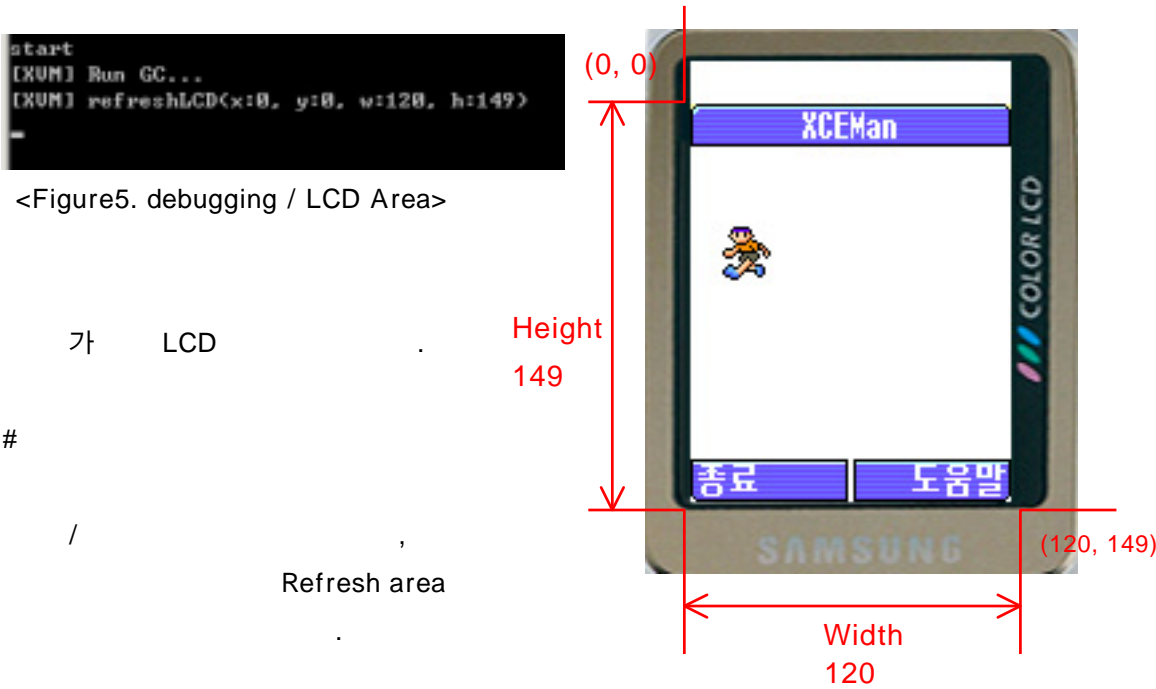 start
[XVM] Run GC...
[XVM] refreshLCD(x:0, y:0, w:120, h:149)
<Figure5. debugging / LCD Area>
가 LCD .
#
/ ,
Refresh area
.
(0, 0)
XCEMan
COLOR LCD
Height
149
종료
도움말
SAMSUNG
(120, 149)
Width
120